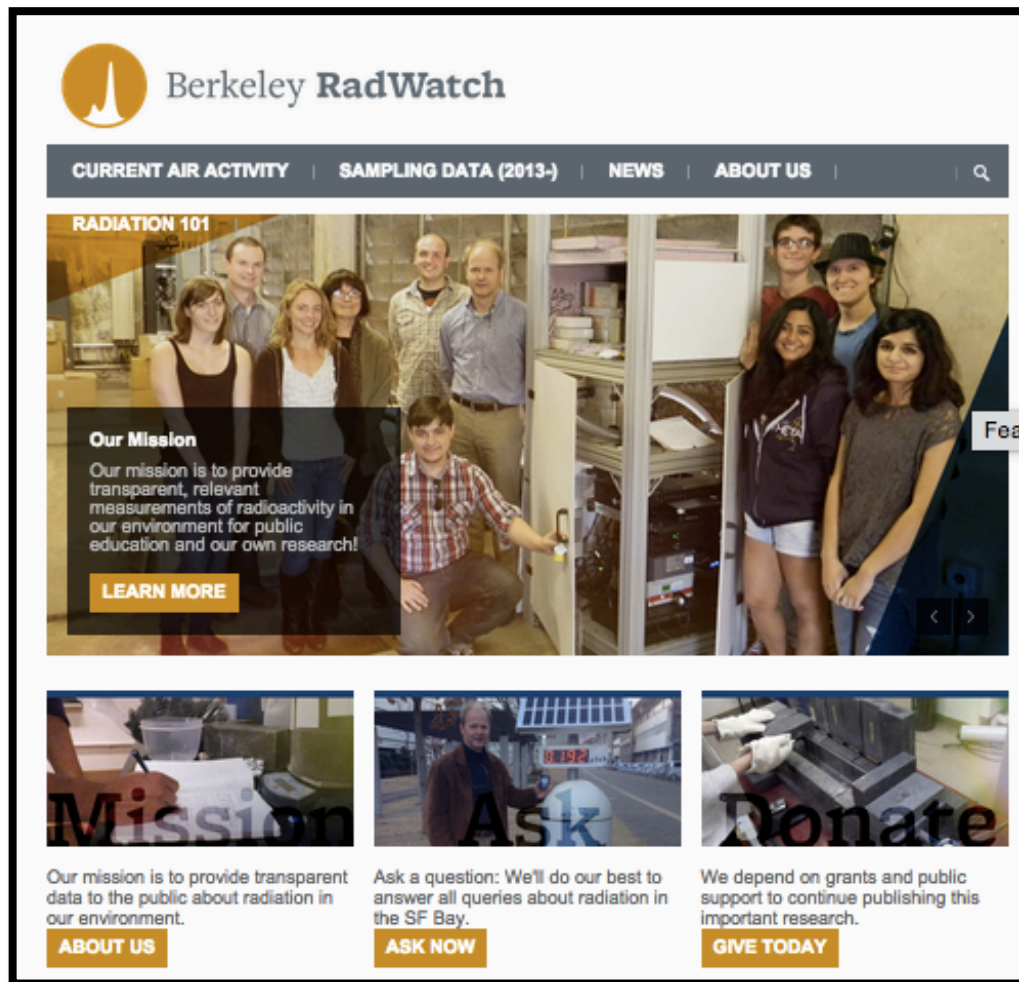 Berkeley RadWatch
CURRENT AIR ACTIVITY | SAMPLING DATA (2013-) | NEWS | ABOUT US |
RADIATION 101
Our Mission
Our mission is to provide
transparent, relevant
measurements of radioactivity in
our environment for public
education and our own research!
LEARN MORE
Fea
Mission
Our mission is to provide transparent
data to the public about radiation in
our environment.
ABOUT US
0.192
Ask
Ask a question: We'll do our best to
answer all queries about radiation in
the SF Bay.
ASK NOW
Donate
We depend on grants and public
support to continue publishing this
important research.
GIVE TODAY